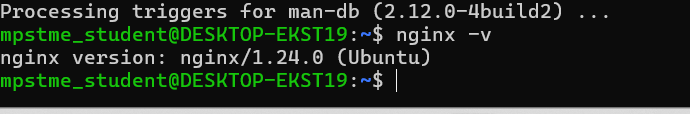 Processing triggers for man-db (2.12.0-4build2) ...
mpstme_student@DESKTOP-EKST19:~$ nginx -v
nginx version: nginx/1.24.0 (Ubuntu)
mpstme_student@DESKTOP-EKST19:~$